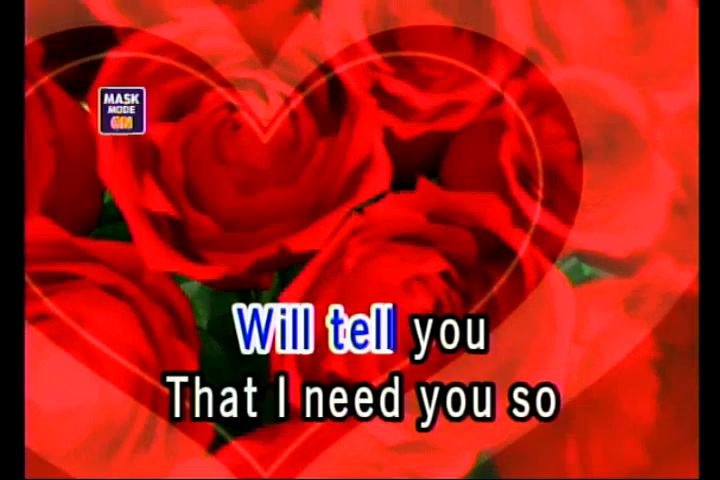 MASK
MODE
ON
Will tell you
That I need you so